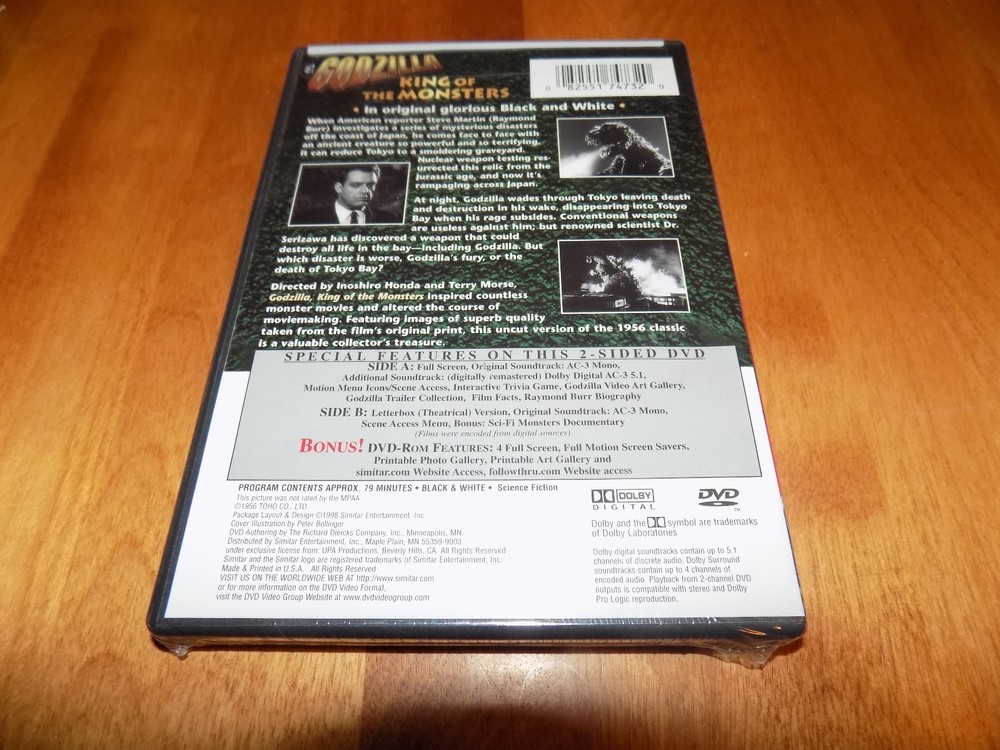 GODZILLA
KING OF
THE MONSTERS
0 82551 74732 0
• In original glorious Black and White •
When American reporter Steve Martin (Raymond
Burr) investigates a series of mysterious disasters
off the coast of Japan, he comes face to face with
an ancient creature so powerful and so terrifying,
it can reduce Tokyo to a smoldering graveyard.
Nuclear weapon testing res-
urrected this relic from the
Jurassic age, and now it's
rampaging across Japan.
At night, Godzilla wades through Tokyo leaving death
and destruction in his wake, disappearing into Tokyo
Bay when his rage subsides. Conventional weapons
are useless against him; but renowned scientist Dr.
Serizawa has discovered a weapon that could
destroy all life in the bay—including Godzilla. But
which disaster is worse, Godzilla's fury, or the
death of Tokyo Bay?
Directed by Inoshiro Honda and Terry Morse,
Godzilla, King of the Monsters inspired countless
monster movies and altered the course of
moviemaking. Featuring images of superb quality
taken from the film's original print, this uncut version of the 1956 classic
is a valuable collector's treasure.
SPECIAL FEATURES ON THIS 2-SIDED DVD
SIDE A: Full Screen, Original Soundtrack: AC-3 Mono,
Additional Soundtrack: (digitally remastered) Dolby Digital AC-3 5.1,
Motion Menu Icons/Scene Access, Interactive Trivia Game, Godzilla Video Art Gallery,
Godzilla Trailer Collection, Film Facts, Raymond Burr Biography
SIDE B: Letterbox (Theatrical) Version, Original Soundtrack: AC-3 Mono,
Scene Access Menu, Bonus: Sci-Fi Monsters Documentary
(Films were encoded from digital sources)
BONUS! DVD-ROM FEATURES: 4 Full Screen, Full Motion Screen Savers,
Printable Photo Gallery, Printable Art Gallery and
simitar.com Website Access, followthru.com Website access
PROGRAM CONTENTS APPROX. 79 MINUTES • BLACK & WHITE • Science Fiction
This picture was not rated by the MPAA
©1956 TOHO CO., LTD.
Package Layout & Design ©1998 Simitar Entertainment, Inc.
Cover Illustration by Peter Bollinger
DVD Authoring by The Richard Diercks Company, Inc., Minneapolis, MN
Distributed by Simitar Entertainment, Inc., Maple Plain, MN 55359-9003
under exclusive license from: UPA Productions, Beverly Hills, CA. All Rights Reserved
Simitar and the Simitar logo are registered trademarks of Simitar Entertainment, Inc.
Made & Printed in U.S.A. All Rights Reserved
VISIT US ON THE WORLDWIDE WEB AT http://www.simitar.com
or for more information on the DVD Video Format,
visit the DVD Video Group Website at www.dvdvideogroup.com
DOLBY
DIGITAL
DVD
TM
Dolby and the symbol are trademarks
of Dolby Laboratories
Dolby digital soundtracks contain up to 5.1
channels of discrete audio. Dolby Surround
soundtracks contain up to 4 channels of
encoded audio. Playback from 2-channel DVD
outputs is compatible with stereo and Dolby
Pro Logic reproduction.